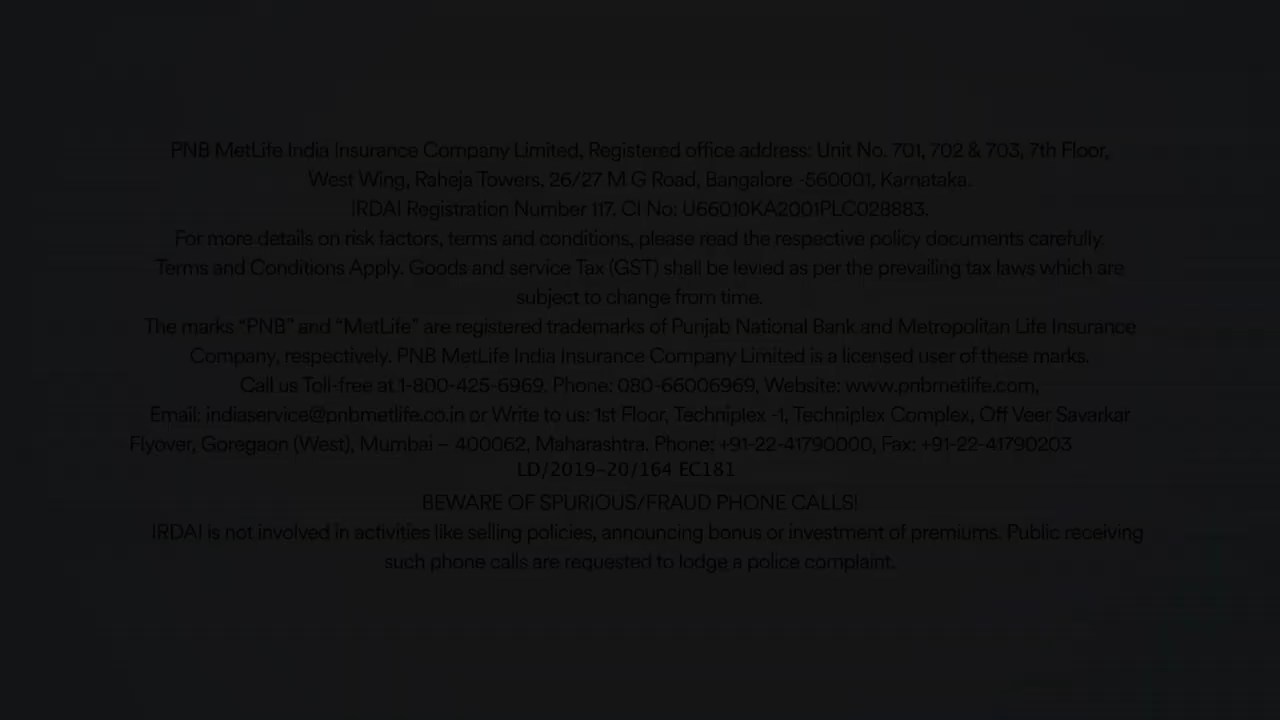 PNB MetLife India Insurance Company Limited, Registered office address: Unit No. 701, 702 & 703, 7th Floor,
West Wing, Raheja Towers, 26/27 M G Road, Bangalore -560001, Karnataka.
IRDAI Registration Number 117. CI No: U66010KA2001PLC028883.
For more details on risk factors, terms and conditions, please read the respective policy documents carefully.
Terms and Conditions Apply. Goods and service Tax (GST) shall be levied as per the prevailing tax laws which are
subject to change from time.
The marks “PNB” and “MetLife” are registered trademarks of Punjab National Bank and Metropolitan Life Insurance
Company, respectively. PNB MetLife India Insurance Company Limited is a licensed user of these marks.
Call us Toll-free at 1-800-425-6969, Phone: 080-66006969, Website: www.pnbmetlife.com,
Email: indiaservice@pnbmetlife.co.in or Write to us: 1st Floor, Techniplex -1, Techniplex Complex, Off Veer Savarkar
Flyover, Goregaon (West), Mumbai – 400062, Maharashtra. Phone: +91-22-41790000, Fax: +91-22-41790203
LD/2019-20/164 EC181
BEWARE OF SPURIOUS/FRAUD PHONE CALLS!
IRDAI is not involved in activities like selling policies, announcing bonus or investment of premiums. Public receiving
such phone calls are requested to lodge a police complaint.